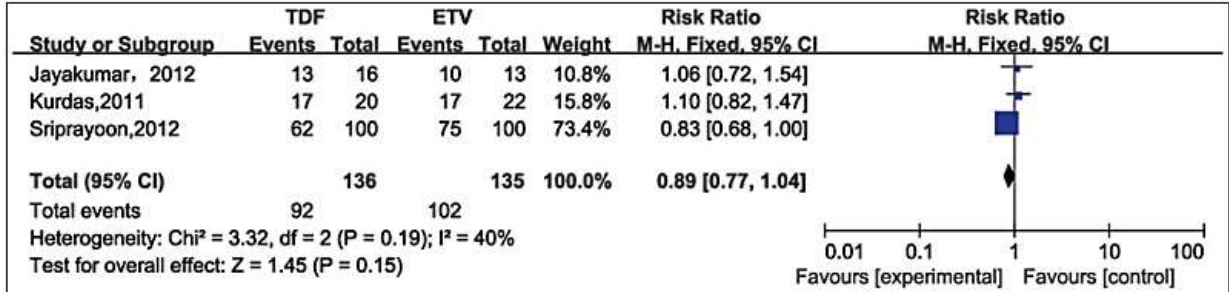 TDF ETV Risk Ratio Risk Ratio
Study or Subgroup Events Total Events Total Weight M-H, Fixed, 95% CI M-H, Fixed, 95% CI
Jayakumar, 2012 13 16 10 13 10.8% 1.06 [0.72, 1.54]
Kurdas,2011 17 20 17 22 15.8% 1.10 [0.82, 1.47]
Sriprayoon,2012 62 100 75 100 73.4% 0.83 [0.68, 1.00]
Total (95% CI) 136 135 100.0% 0.89 [0.77, 1.04]
Total events 92 102
Heterogeneity: Chi² = 3.32, df = 2 (P = 0.19); I² = 40%
Test for overall effect: Z = 1.45 (P = 0.15)
0.01 0.1 1 10 100
Favours [experimental] Favours [control]